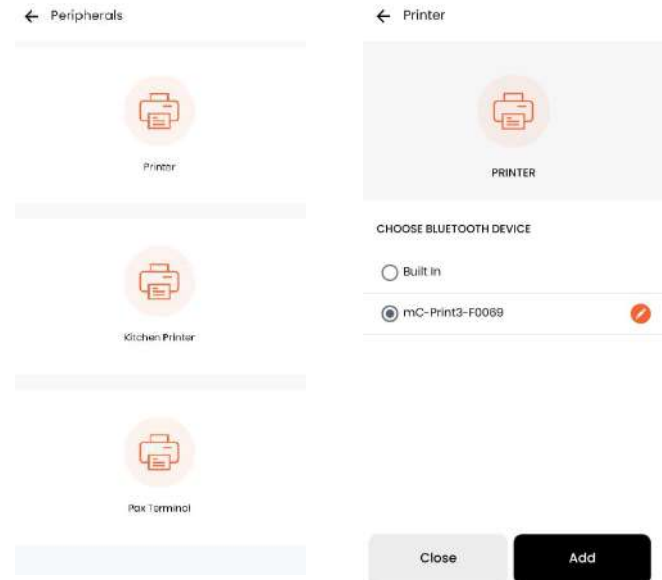 Peripherals
Printer
Kitchen Printer
Pax Terminal
Printer
PRINTER
CHOOSE BLUETOOTH DEVICE
Built In
mC-Print3-F0069
Close
Add